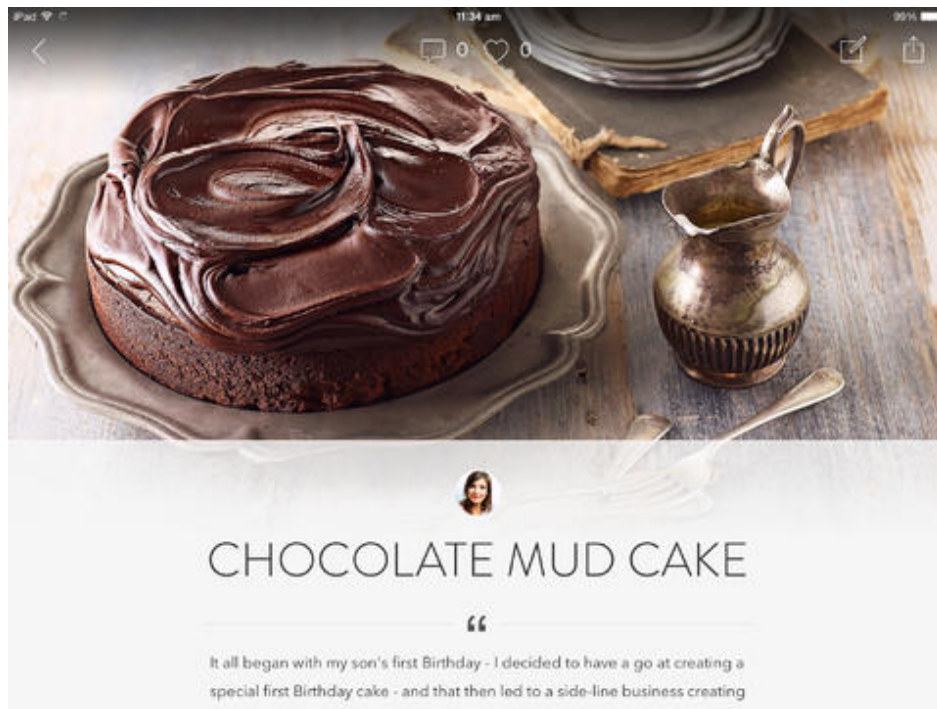 iPad
11:34 am
99%
0 0
CHOCOLATE MUD CAKE
“
It all began with my son's first Birthday - I decided to have a go at creating a
special first Birthday cake - and that then led to a side-line business creating